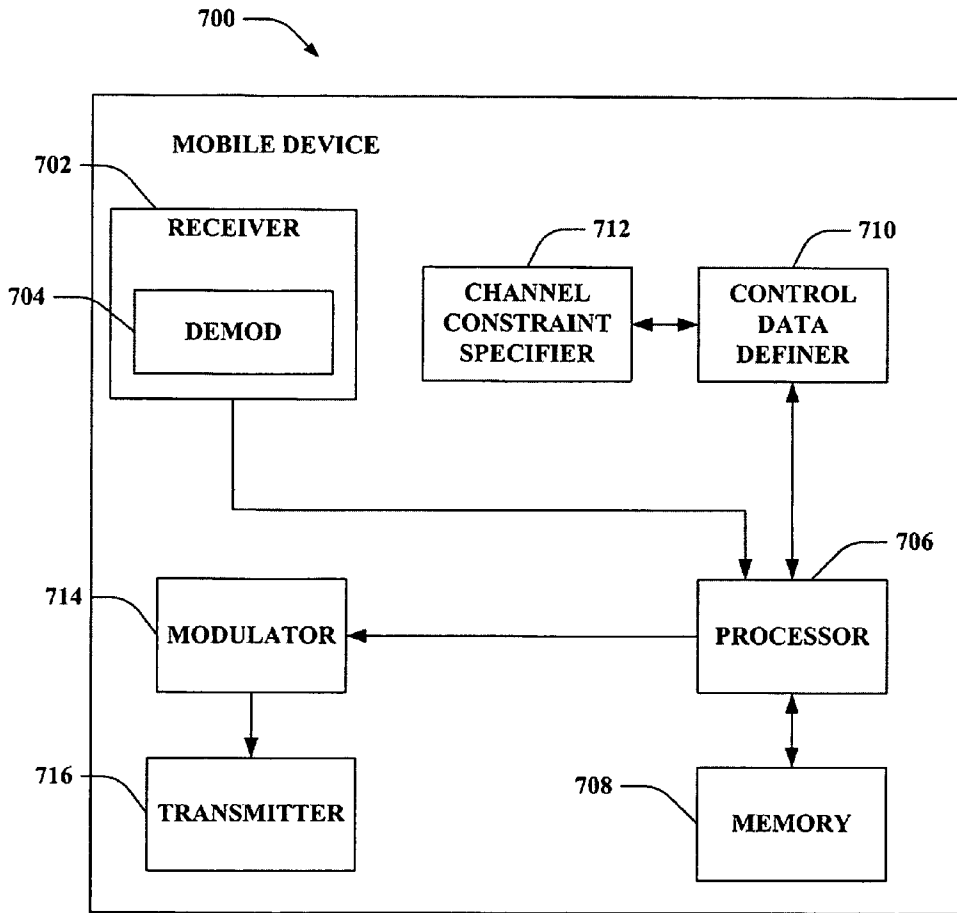 700
MOBILE DEVICE
702
RECEIVER
704
DEMOD
712
CHANNEL
CONSTRAINT
SPECIFIER
710
CONTROL
DATA
DEFINER
706
PROCESSOR
714
MODULATOR
716
TRANSMITTER
708
MEMORY